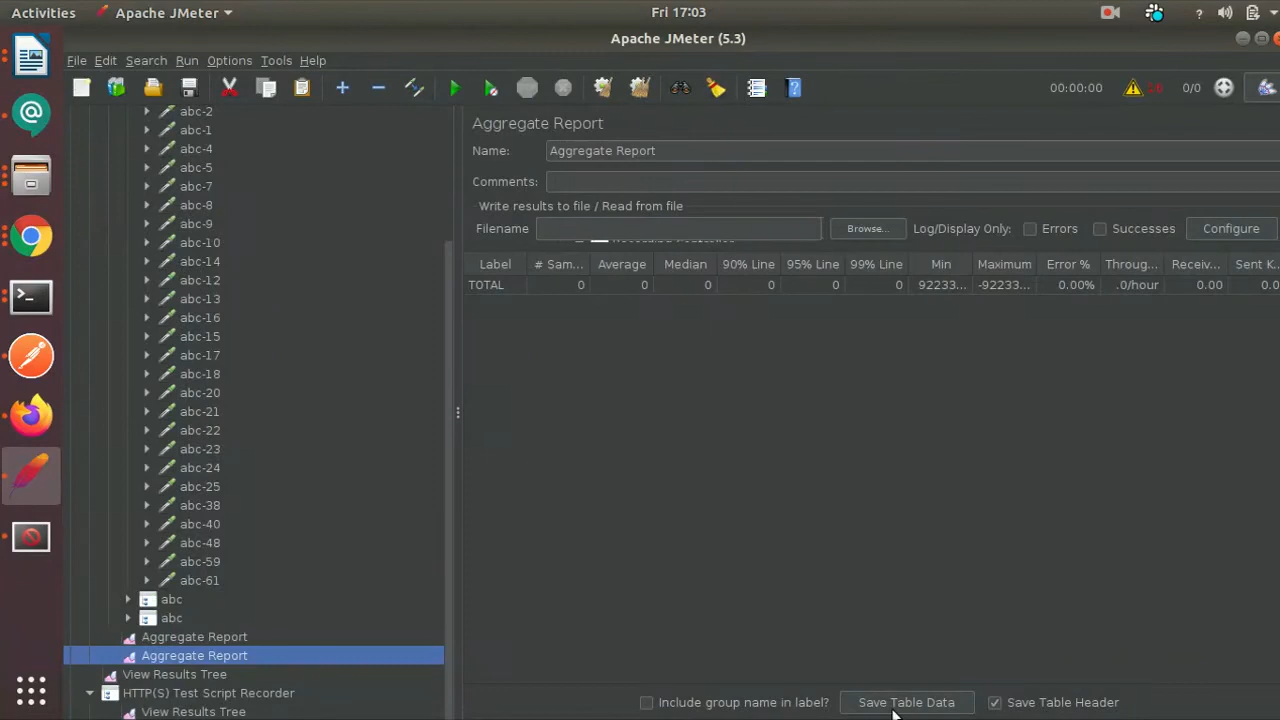 Activities Apache JMeter Fri 17:03
Apache JMeter (5.3)
File Edit Search Run Options Help
00:00:00 0/0
abc-2
abc-1
abc-4
abc-5
abc-7
abc-8
abc-9
abc-10
abc-14
abc-12
abc-13
abc-16
abc-15
abc-17
abc-18
abc-20
abc-21
abc-22
abc-23
abc-24
abc-25
abc-38
abc-40
abc-48
abc-59
abc-61
abc
abc
Aggregate Report
Aggregate Report
View Results Tree
HTTP(S) Test Script Recorder
View Results Tree
Aggregate Report
Name: Aggregate Report
Comments:
Write results to file / Read from file
Filename Browse... Log/Display Only: Errors Successes Configure
Label # Sam... Average Median 90% Line 95% Line 99% Line Min Maximum Error % Throug... Receiv... Sent K...
TOTAL 0 0 0 0 0 0 92233... -92233... 0.00% .0/hour 0.00 0.0
Include group name in label? Save Table Data Save Table Header